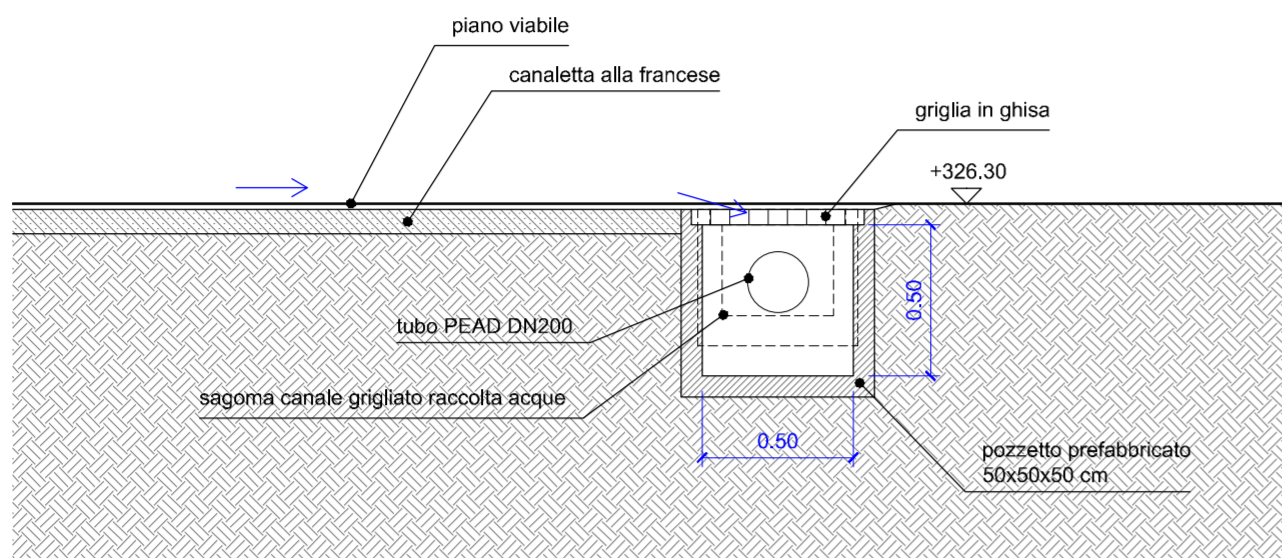 piano viabile
canaletta alla francese
griglia in ghisa
+326.30
0.50
tubo PEAD DN200
sagoma canale grigliato raccolta acque
0.50
pozzetto prefabbricato
50x50x50 cm